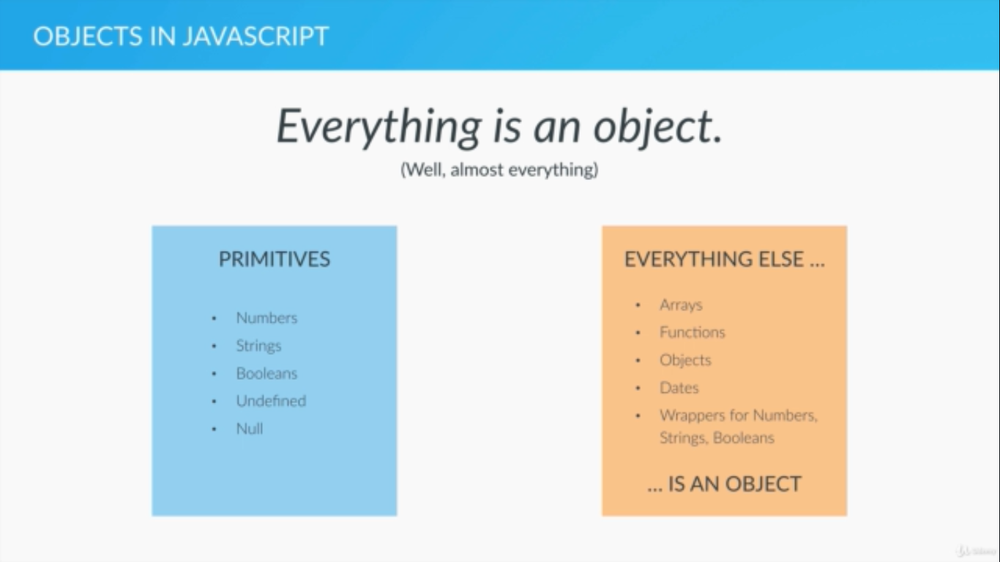 OBJECTS IN JAVASCRIPT
Everything is an object.
(Well, almost everything)
PRIMITIVES
• Numbers
• Strings
• Booleans
• Undefined
• Null
EVERYTHING ELSE ...
• Arrays
• Functions
• Objects
• Dates
• Wrappers for Numbers,
Strings, Booleans
... IS AN OBJECT